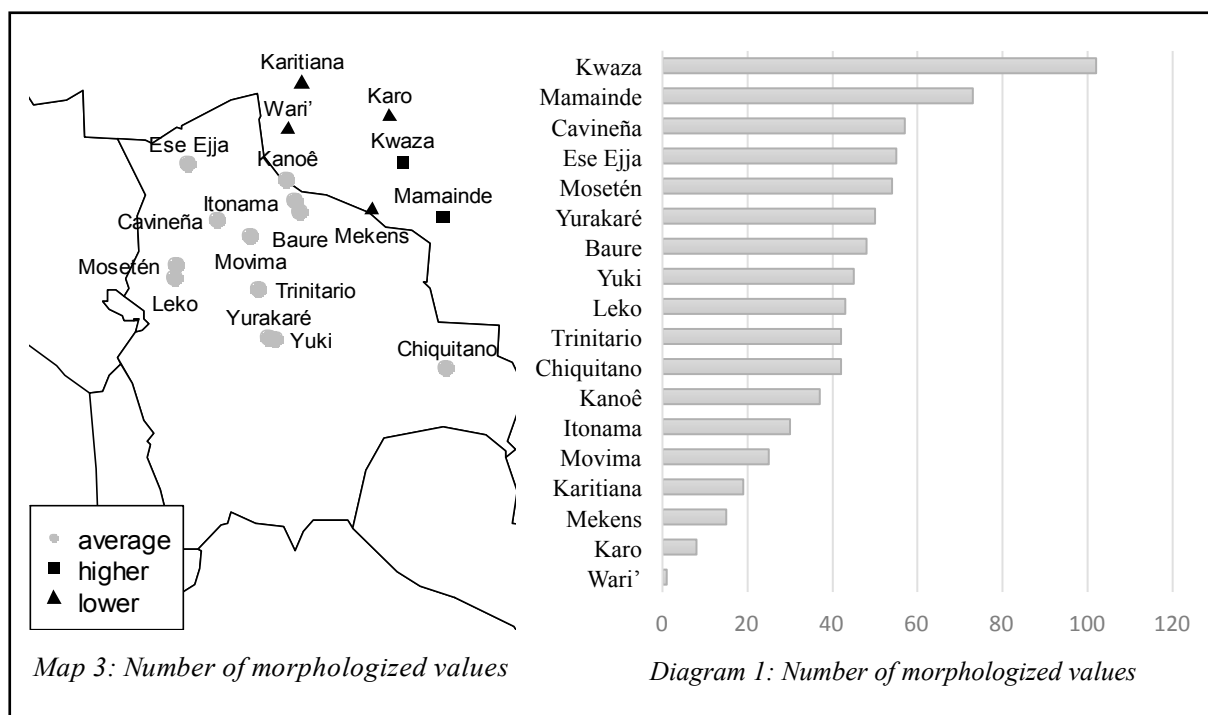 Karitiana
Wari’
Karo
Kwaza
Ese Ejja
Kanoê
Mamainde
Itonama
Cavineña
Baure
Mekens
Movima
Mosetén
Leko
Trinitario
Yurakaré
Yuki
Chiquitano
average
higher
lower
Map 3: Number of morphologized values
Kwaza
Mamainde
Cavineña
Ese Ejja
Mosetén
Yurakaré
Baure
Yuki
Leko
Trinitario
Chiquitano
Kanoê
Itonama
Movima
Karitiana
Mekens
Karo
Wari’
0 20 40 60 80 100 120
Diagram 1: Number of morphologized values